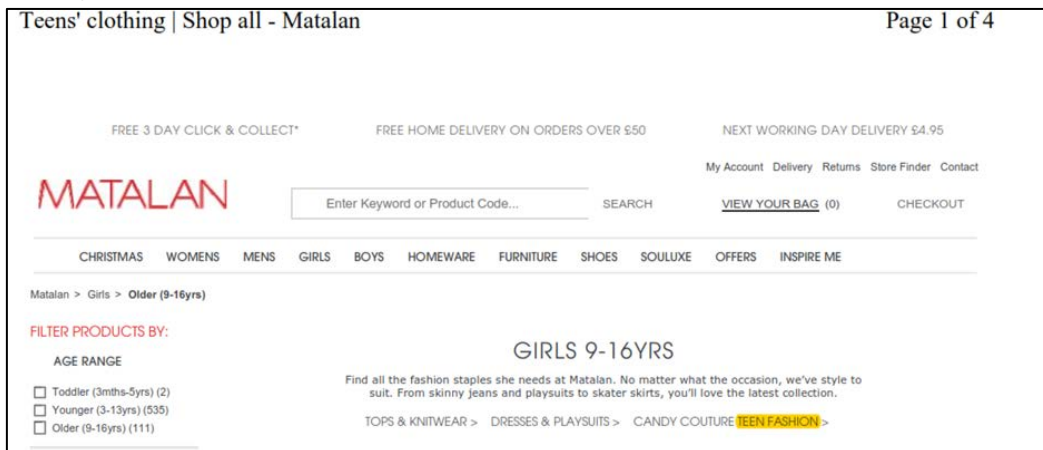 Teens' clothing | Shop all - Matalan Page 1 of 4
FREE 3 DAY CLICK & COLLECT* FREE HOME DELIVERY ON ORDERS OVER £50 NEXT WORKING DAY DELIVERY £4.95
My Account Delivery Returns Store Finder Contact
MATALAN Enter Keyword or Product Code... SEARCH VIEW YOUR BAG (0) CHECKOUT
CHRISTMAS WOMENS MENS GIRLS BOYS HOMEWARE FURNITURE SHOES SOULUXE OFFERS INSPIRE ME
Matalan > Girls > Older (9-16yrs)
FILTER PRODUCTS BY:
AGE RANGE
Toddler (3mths-5yrs) (2)
Younger (3-13yrs) (535)
Older (9-16yrs) (111)
GIRLS 9-16YRS
Find all the fashion staples she needs at Matalan. No matter what the occasion, we've style to
suit. From skinny jeans and playsuits to skater skirts, you'll love the latest collection.
TOPS & KNITWEAR > DRESSES & PLAYSUITS > CANDY COUTURE TEEN FASHION >